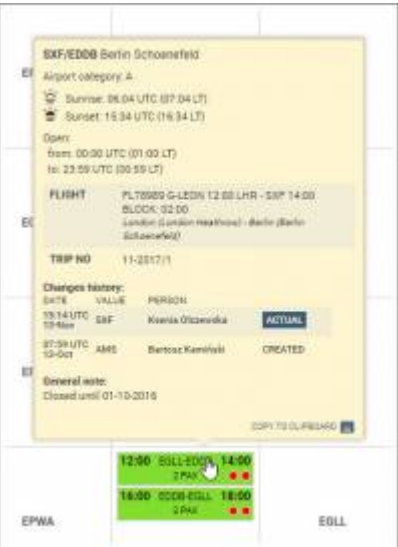 SXF/EDDB Berlin Schoenefeld
Airport category: A
Sunrise: 06:04 UTC (07:04 LT)
Sunset: 15:34 UTC (16:34 LT)
Open:
from: 00:00 UTC (01:00 LT)
to: 23:59 UTC (00:59 LT)
FLIGHT
FL78989 G-LEON 12:00 LHR - SXF 14:00
BLOCK: 02:00
London (London Heathrow) - Berlin (Berlin
Schoenefeld)
TRIP NO 11-2017/1
Changes history:
DATE VALUE PERSON
15:14 UTC
10-Nov SXF Ksenia Olszewska ACTUAL
07:59 UTC
12-Oct AMS Bartosz Kamiński CREATED
General note:
Closed until 01-10-2016
COPY TO CLIPBOARD
12:00 EGLL-EDDB 14:00
2 PAX
16:00 EDDB-EGLL 18:00
2 PAX
EPWA EGLL